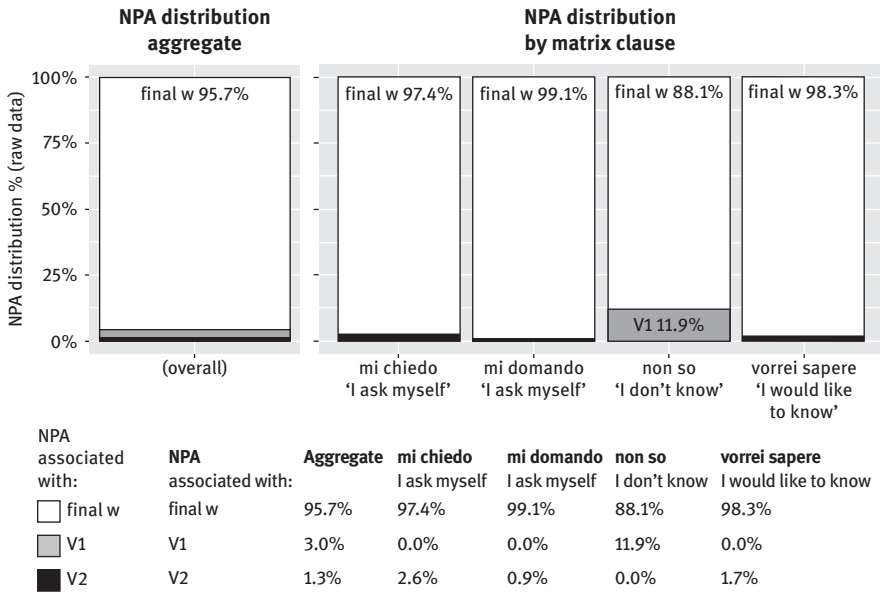 NPA distribution
aggregate
NPA distribution
by matrix clause
NPA distribution % (raw data)
100%
75%
50%
25%
0%
final w 95.7%
final w 97.4%
final w 99.1%
final w 88.1%
final w 98.3%
V1 11.9%
(overall)
mi chiedo
‘I ask myself’
mi domando
‘I ask myself’
non so
‘I don’t know’
vorrei sapere
‘I would like
to know’
NPA
associated
with:
final w
V1
V2
NPA Aggregate mi chiedo mi domando non so vorrei sapere
associated with: I ask myself I ask myself I don’t know I would like to know
final w 95.7% 97.4% 99.1% 88.1% 98.3%
V1 3.0% 0.0% 0.0% 11.9% 0.0%
V2 1.3% 2.6% 0.9% 0.0% 1.7%